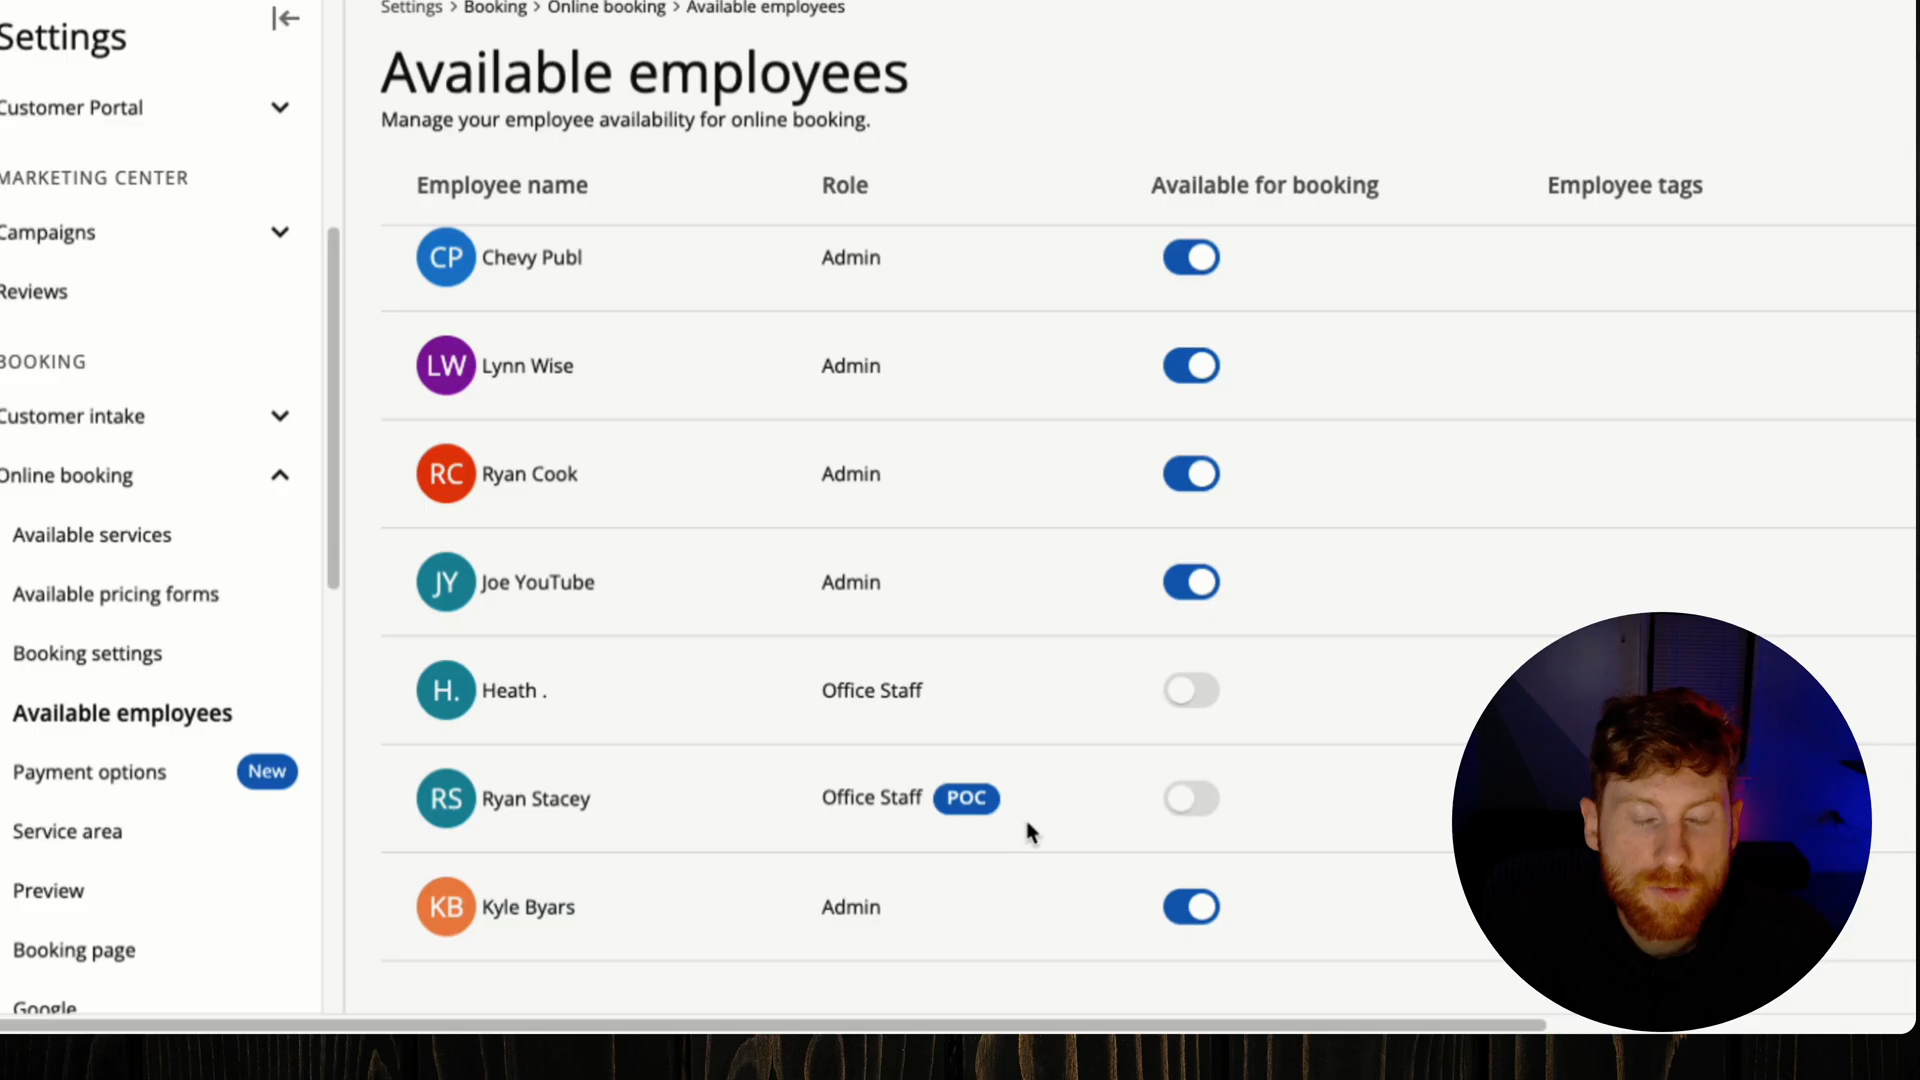 Settings
Customer Portal
MARKETING CENTER
Campaigns
Reviews
BOOKING
Customer intake
Online booking
Available services
Available pricing forms
Booking settings
Available employees
Payment options New
Service area
Preview
Booking page
Google
Settings > Booking > Online booking > Available employees
Available employees
Manage your employee availability for online booking.
Employee name Role Available for booking Employee tags
CP Chevy Publ Admin
LW Lynn Wise Admin
RC Ryan Cook Admin
JY Joe YouTube Admin
H. Heath . Office Staff
RS Ryan Stacey Office Staff POC
KB Kyle Byars Admin